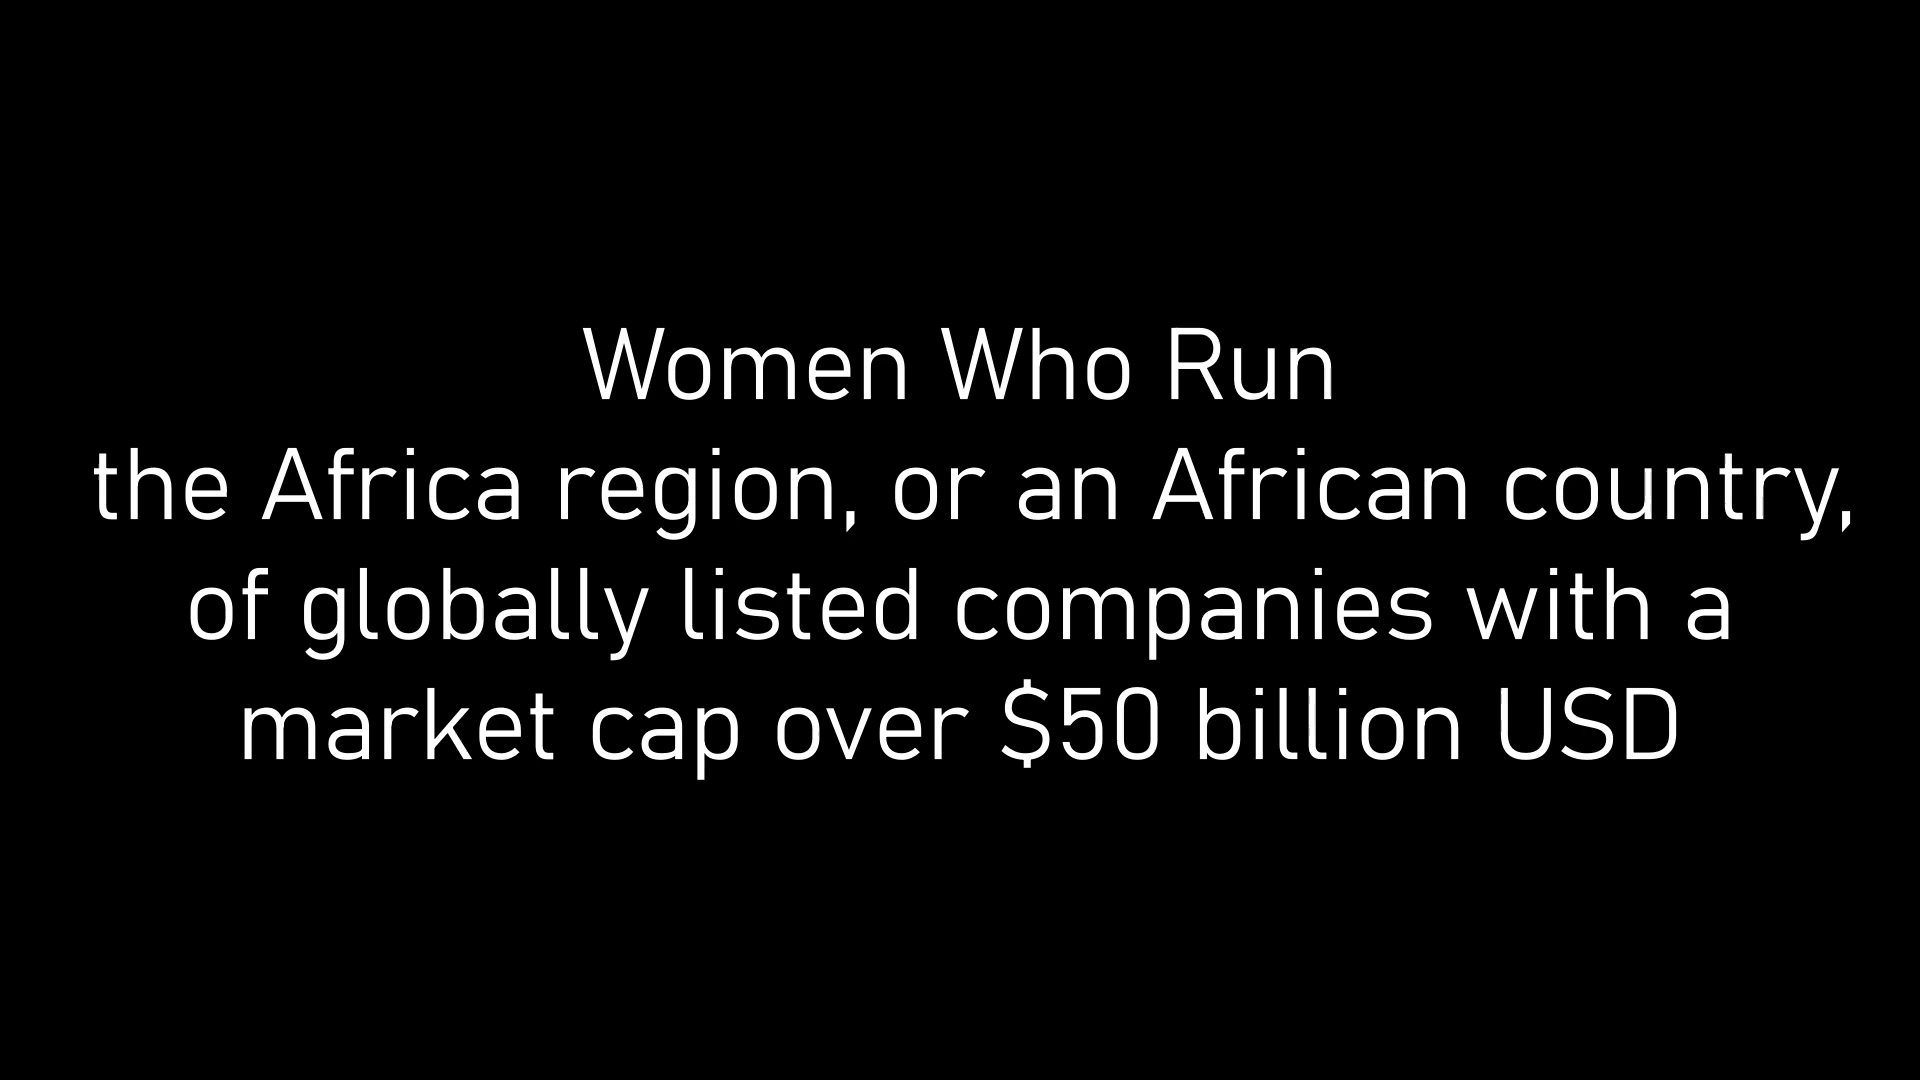 Women Who Run
the Africa region, or an African country,
of globally listed companies with a
market cap over $50 billion USD